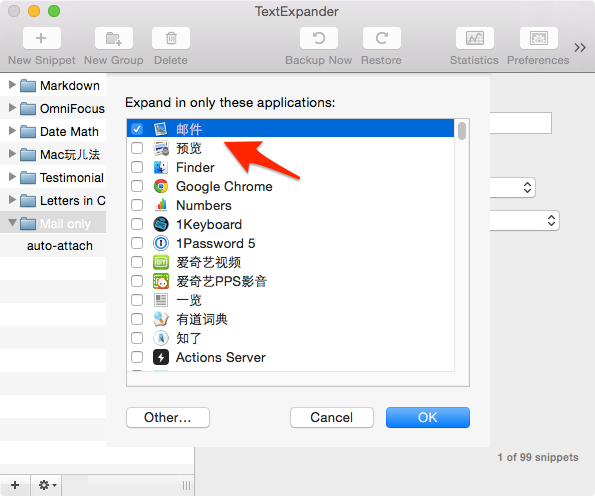 TextExpander
New Snippet New Group Delete Backup Now Restore Statistics Preferences
Markdown
OmniFocus
Date Math
Mac玩儿法
Testimonial
Letters in C
Mail only
auto-attach
Expand in only these applications:
邮件
预览
Finder
Google Chrome
Numbers
1Keyboard
1Password 5
爱奇艺视频
爱奇艺PPS影音
一览
有道词典
知了
Actions Server
Other... Cancel OK
1 of 99 snippets